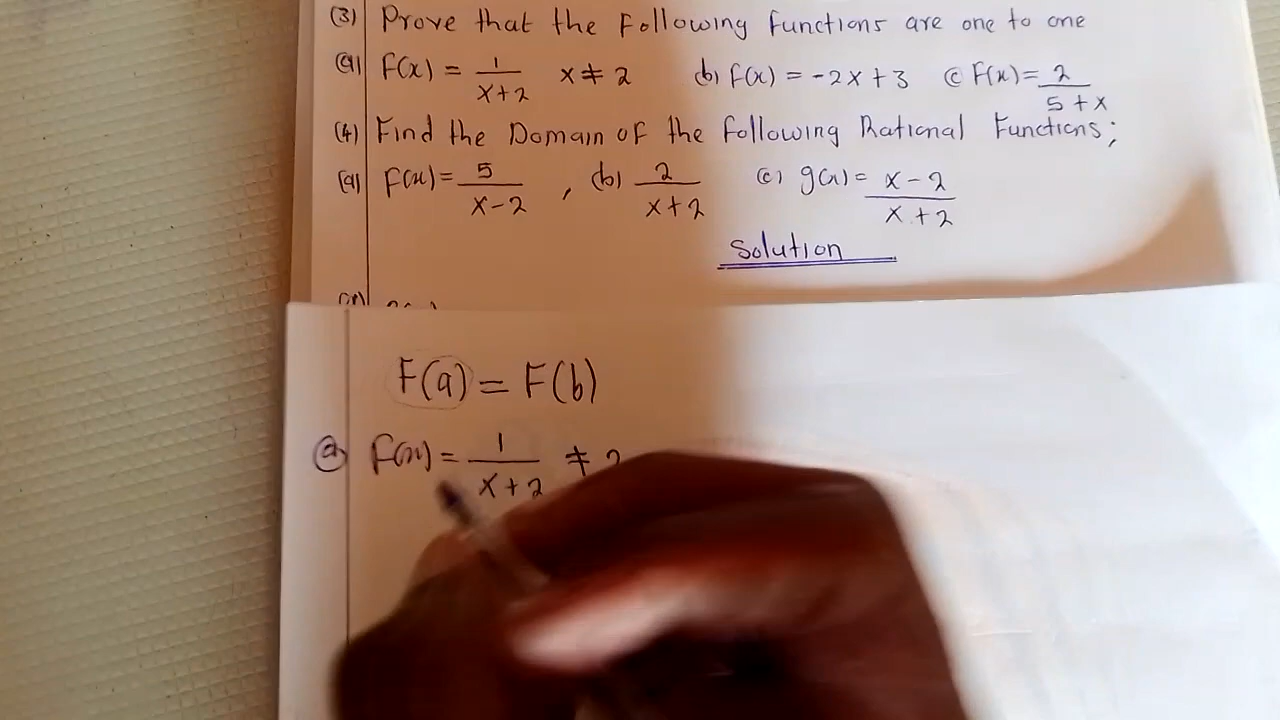 (3) Prove that the Following Functions are one to one
(a) F(x) = 1/(x+2) x ≠ 2 (b) F(x) = -2x + 3 (c) F(x) = 2/(5+x)
(4) Find the Domain of the Following Rational Functions;
(a) F(x) = 5/(x-2) , (b) 2/(x+2) (c) g(x) = (x-2)/(x+2)
Solution
F(a) = F(b)
(a) F(x) = 1/(x+2) ≠ 2